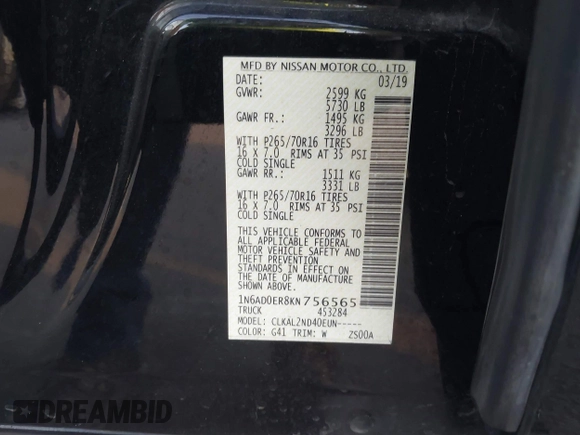 MFD BY NISSAN MOTOR CO., LTD.
DATE: 03/19
GVWR: 2599 KG
5730 LB
GAWR FR.: 1495 KG
3296 LB
WITH P265/70R16 TIRES
16 X 7.0 RIMS AT 35 PSI
COLD SINGLE
GAWR RR.: 1511 KG
3331 LB
WITH P265/70R16 TIRES
16 X 7.0 RIMS AT 35 PSI
COLD SINGLE
THIS VEHICLE CONFORMS TO
ALL APPLICABLE FEDERAL
MOTOR VEHICLE SAFETY AND
THEFT PREVENTION
STANDARDS IN EFFECT ON
THE DATE OF MANUFACTURE
SHOWN ABOVE.
1N6AD0ER8KN756565
TRUCK 453284
MODEL: CLKAL2ND40EUN-----
COLOR: G41 TRIM: W ZS00A
DREAMBID